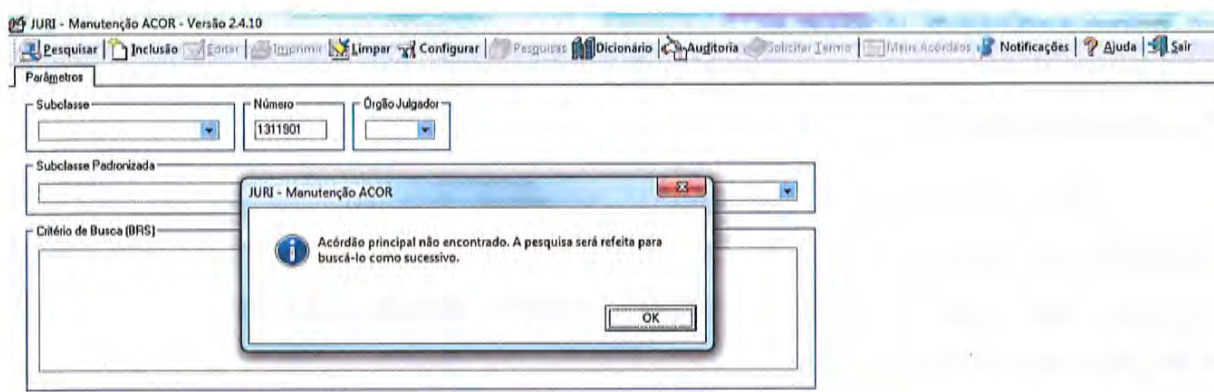 JURI - Manutenção ACOR - Versão 2.4.10
Pesquisar Inclusão Editar Imprimir Limpar Configurar Pesquisas Dicionário Auditoria Solicitar Termo Meus Acórdãos Notificações Ajuda Sair
Parâmetros
Subclasse Número Órgão Julgador
1311901
Subclasse Padronizada
JURI - Manutenção ACOR
Critério de Busca (BRS)
Acórdão principal não encontrado. A pesquisa será refeita para
buscá-lo como sucessivo.
OK